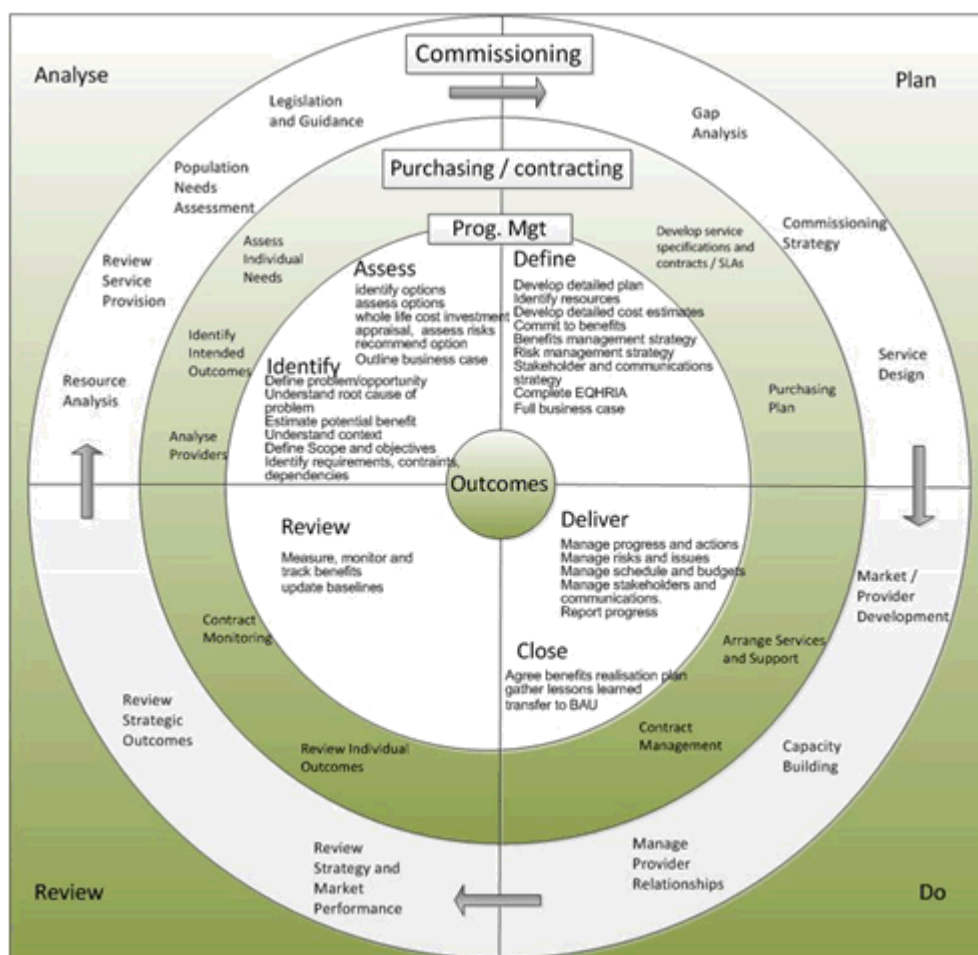 Commissioning
Analyse
Plan
Legislation
and Guidance
Gap
Analysis
Purchasing / contracting
Population
Needs
Assessment
Prog. Mgt
Commissioning
Strategy
Develop service
specifications and
contracts / SLAs
Assess
Individual
Needs
Review
Service
Provision
Assess
identify options
assess options
whole life cost investment
appraisal, assess risks
recommend option
Outline business case
Define
Develop detailed plan
Identify resources
Develop detailed cost estimates
Commit to benefits
Benefits management strategy
Risk management strategy
Stakeholder and communications
strategy
Complete EQHRIA
Full business case
Identify
Intended
Outcomes
Service
Design
Resource
Analysis
Identify
Define problem/opportunity
Understand root cause of
problem
Estimate potential benefit
Understand context
Define Scope and objectives
Identify requirements, contraints,
dependencies
Purchasing
Plan
Analyse
Providers
Outcomes
Review
Measure, monitor and
track benefits
update baselines
Deliver
Manage progress and actions
Manage risks and issues
Manage schedule and budgets
Manage stakeholders and
communications.
Report progress
Market /
Provider
Development
Contract
Monitoring
Arrange Services
and Support
Close
Agree benefits realisation plan
gather lessons learned
transfer to BAU
Review
Strategic
Outcomes
Review Individual
Outcomes
Contract
Management
Capacity
Building
Review
Strategy and
Market
Performance
Manage
Provider
Relationships
Review
Do